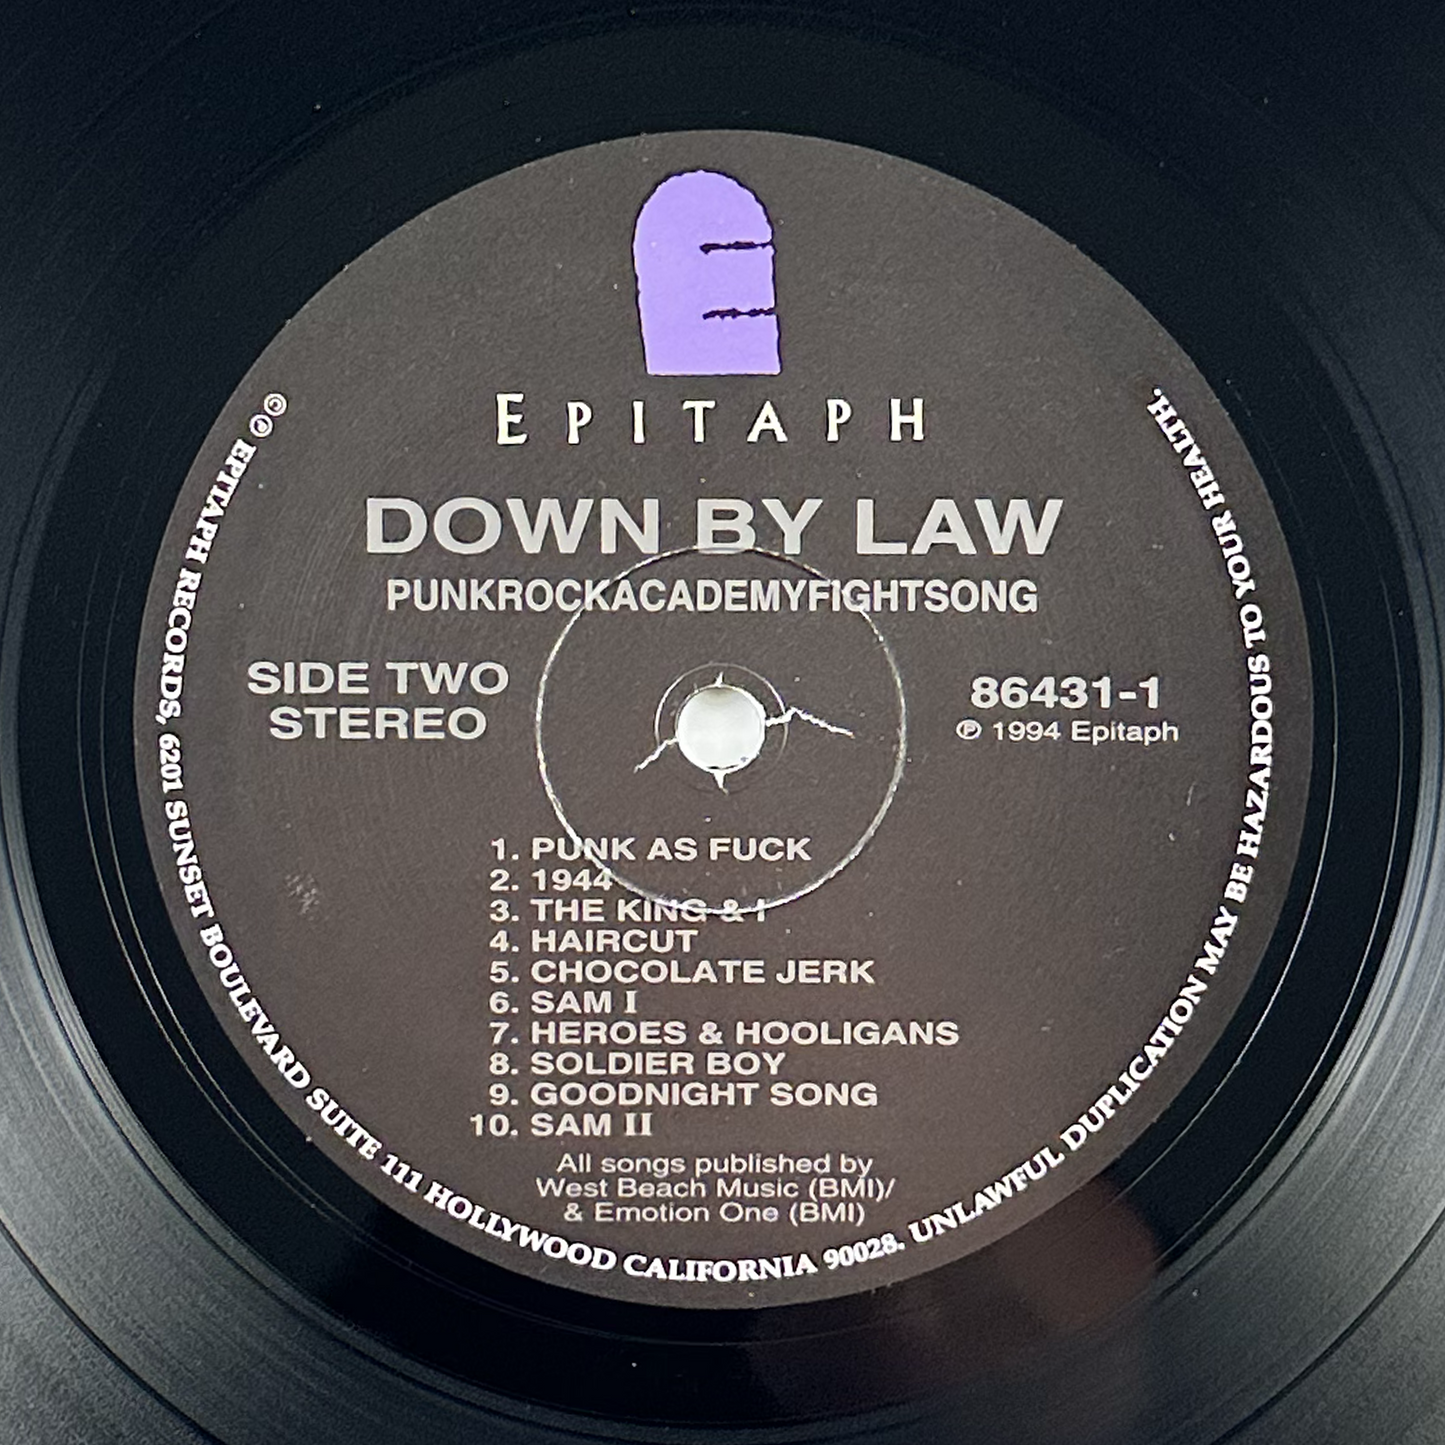 EPITAPH
DOWN BY LAW
PUNKROCKACADEMYFIGHTSONG
SIDE TWO
STEREO
86431-1
℗ 1994 Epitaph
1. PUNK AS FUCK
2. 1944
3. THE KING & I
4. HAIRCUT
5. CHOCOLATE JERK
6. SAM I
7. HEROES & HOOLIGANS
8. SOLDIER BOY
9. GOODNIGHT SONG
10. SAM II
All songs published by
West Beach Music (BMI)/
& Emotion One (BMI)
©℗ EPITAPH RECORDS, 6201 SUNSET BOULEVARD SUITE 111 HOLLYWOOD CALIFORNIA 90028. UNLAWFUL DUPLICATION MAY BE HAZARDOUS TO YOUR HEALTH.